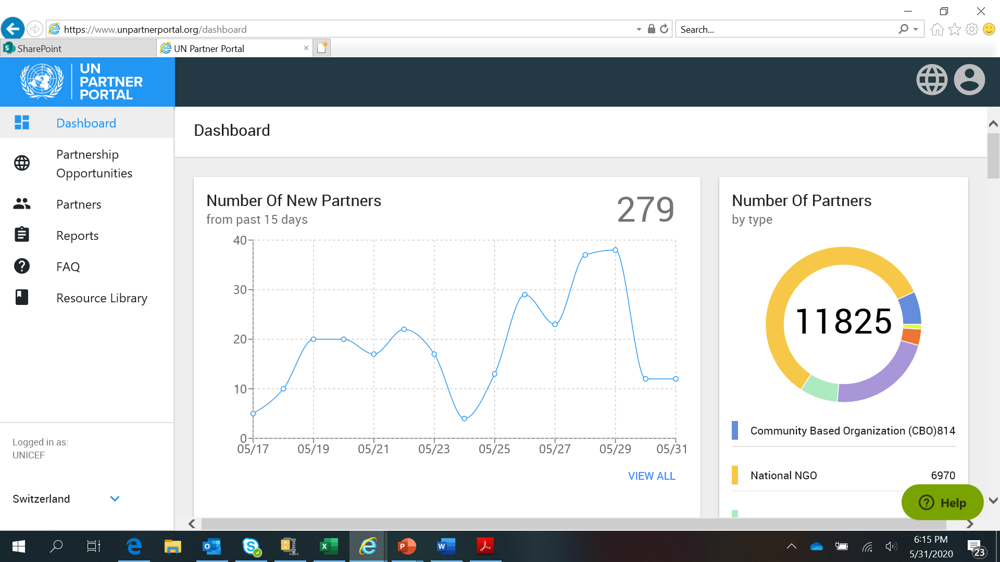 https://www.unpartnerportal.org/dashboard
Search...
SharePoint
UN Partner Portal
UN
PARTNER
PORTAL
Dashboard
Partnership
Opportunities
Partners
Reports
FAQ
Resource Library
Logged in as:
UNICEF
Switzerland
Dashboard
Number Of New Partners
from past 15 days
279
40
30
20
10
0
05/17 05/19 05/21 05/23 05/25 05/27 05/29 05/31
VIEW ALL
Number Of Partners
by type
11825
Community Based Organization (CBO)814
National NGO 6970
Help
6:15 PM
5/31/2020
23